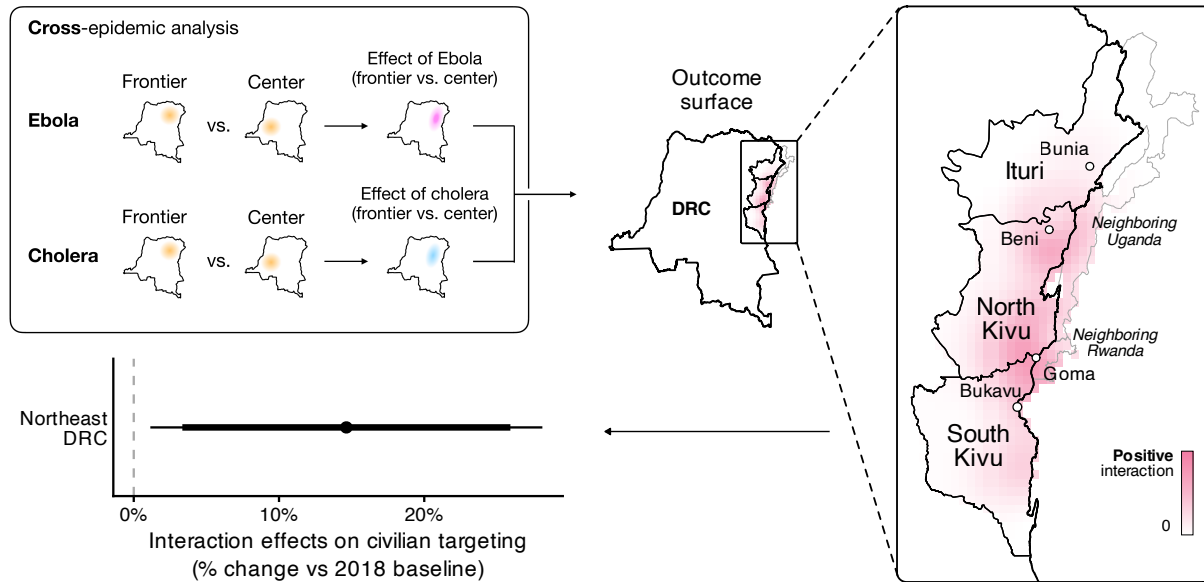 Cross-epidemic analysis
Effect of Ebola
(frontier vs. center)
Frontier
Center
Ebola
vs.
Effect of cholera
(frontier vs. center)
Frontier
Center
Cholera
vs.
Outcome
surface
DRC
Bunia
Ituri
Beni
Neighboring
Uganda
North
Kivu
Neighboring
Rwanda
Goma
Bukavu
South
Kivu
Positive
interaction
0
Northeast
DRC
0%
10%
20%
Interaction effects on civilian targeting
(% change vs 2018 baseline)